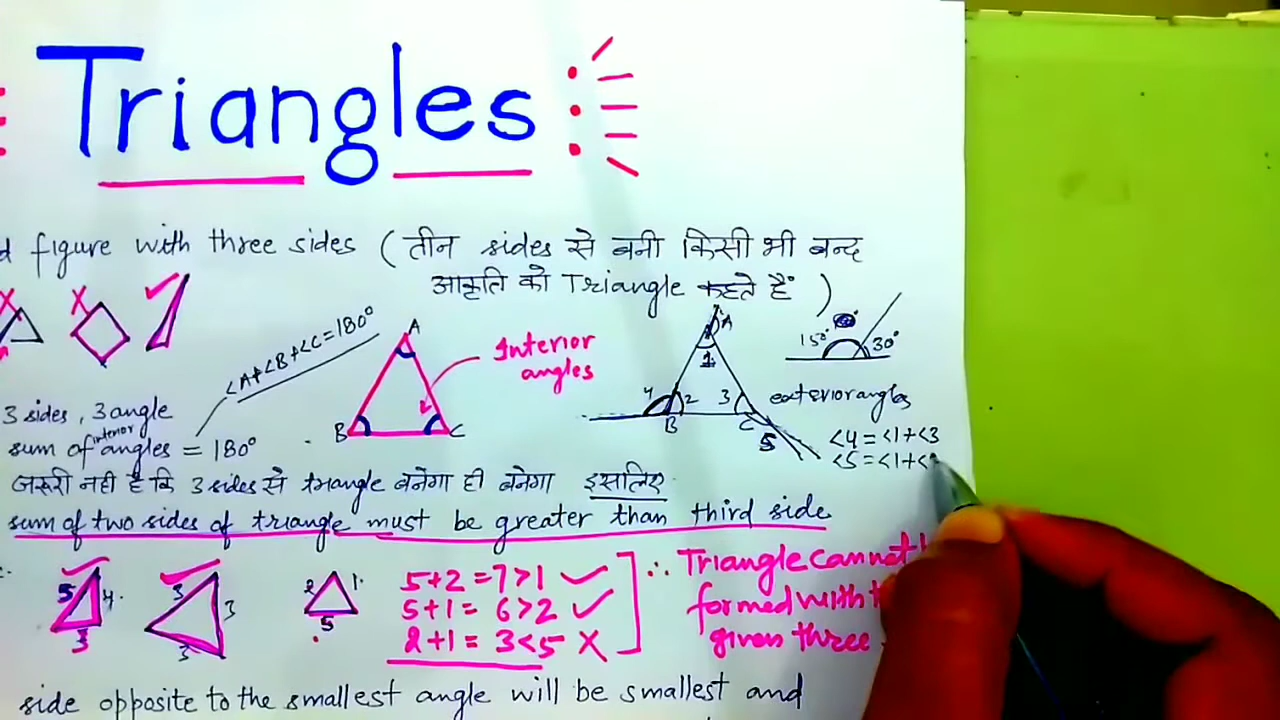 Triangles
figure with three sides ( तीन sides से बनी किसी भी बन्द
आकृति को Triangle कहते हैं )
<A+<B+<C=180°
A
B
C
Interior
angles
A
1
4
2
3
B
C
5
150°
30°
exterior angles
<4=<1+<3
<5=<1+<
3 sides, 3 angle
sum of interior angles = 180°
जरूरी नही है कि 3 sides से triangle बनेगा ही बनेगा इसलिए
sum of two sides of triangle must be greater than third side
5
4
3
3
3
3
2
1
5
5+2=7>1
5+1=6>2
2+1=3<5 X
∴ Triangle cannot
formed with
given three
side opposite to the smallest angle will be smallest and